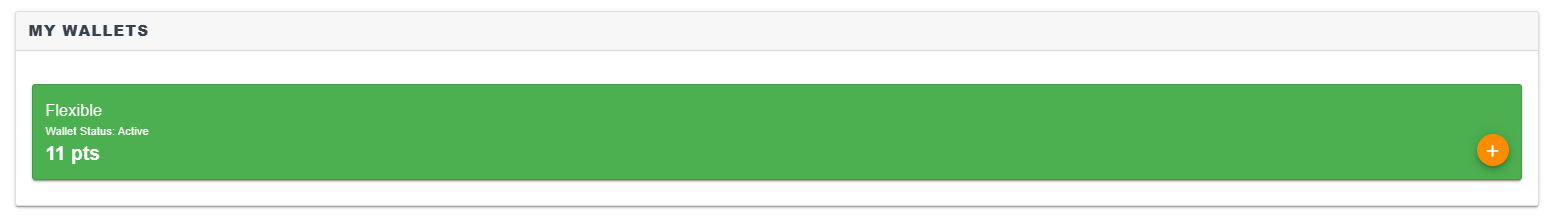 MY WALLETS
Flexible
Wallet Status: Active
11 pts
+